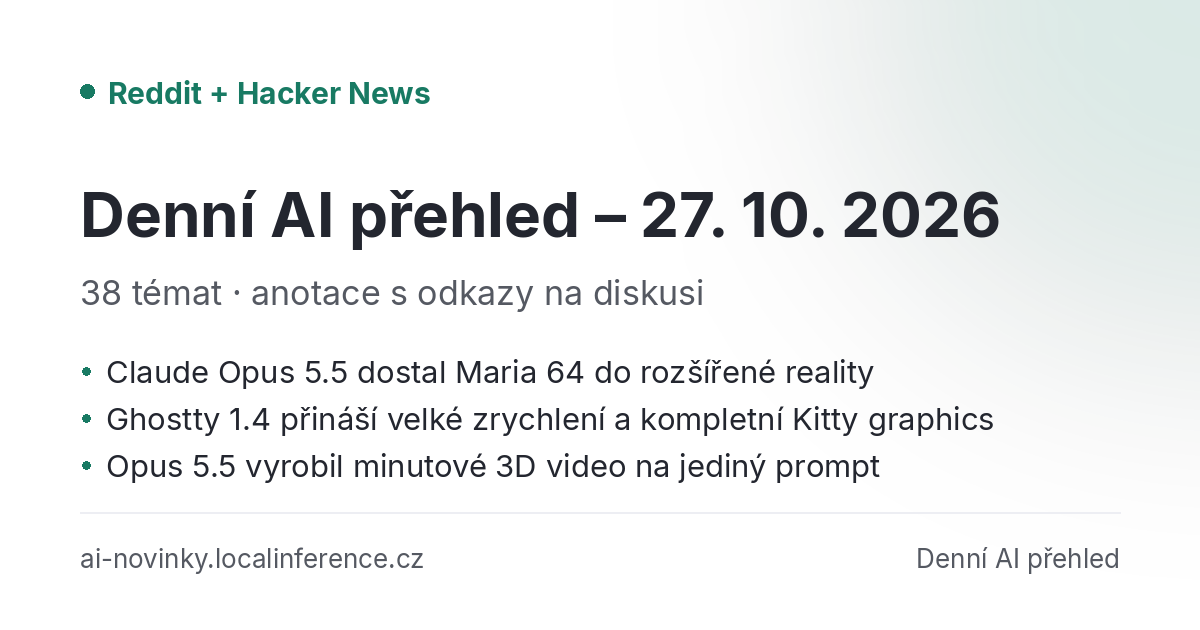 Reddit + Hacker News
Denní AI přehled – 27. 10. 2026
38 témat · anotace s odkazy na diskusi
• Claude Opus 5.5 dostal Maria 64 do rozšířené reality
• Ghostty 1.4 přináší velké zrychlení a kompletní Kitty graphics
• Opus 5.5 vyrobil minutové 3D video na jediný prompt
ai-novinky.localinference.cz
Denní AI přehled